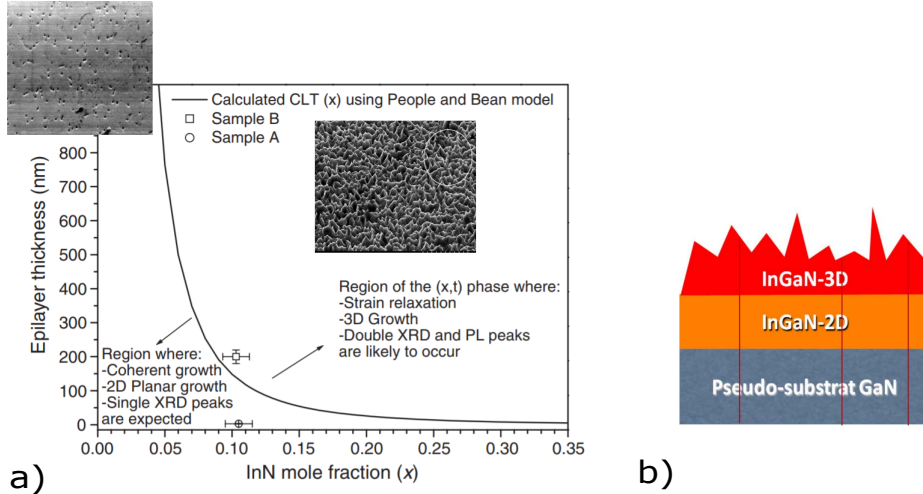 Calculated CLT (x) using People and Bean model
Sample B
Sample A
Epilayer thickness (nm)
800
700
600
500
400
300
200
100
0
Region of the (x,t) phase where:
-Strain relaxation
-3D Growth
-Double XRD and PL peaks
are likely to occur
Region where:
-Coherent growth
-2D Planar growth
-Single XRD peaks
are expected
0.00 0.05 0.10 0.15 0.20 0.25 0.30 0.35
InN mole fraction (x)
a)
InGaN-3D
InGaN-2D
Pseudo-substrat GaN
b)